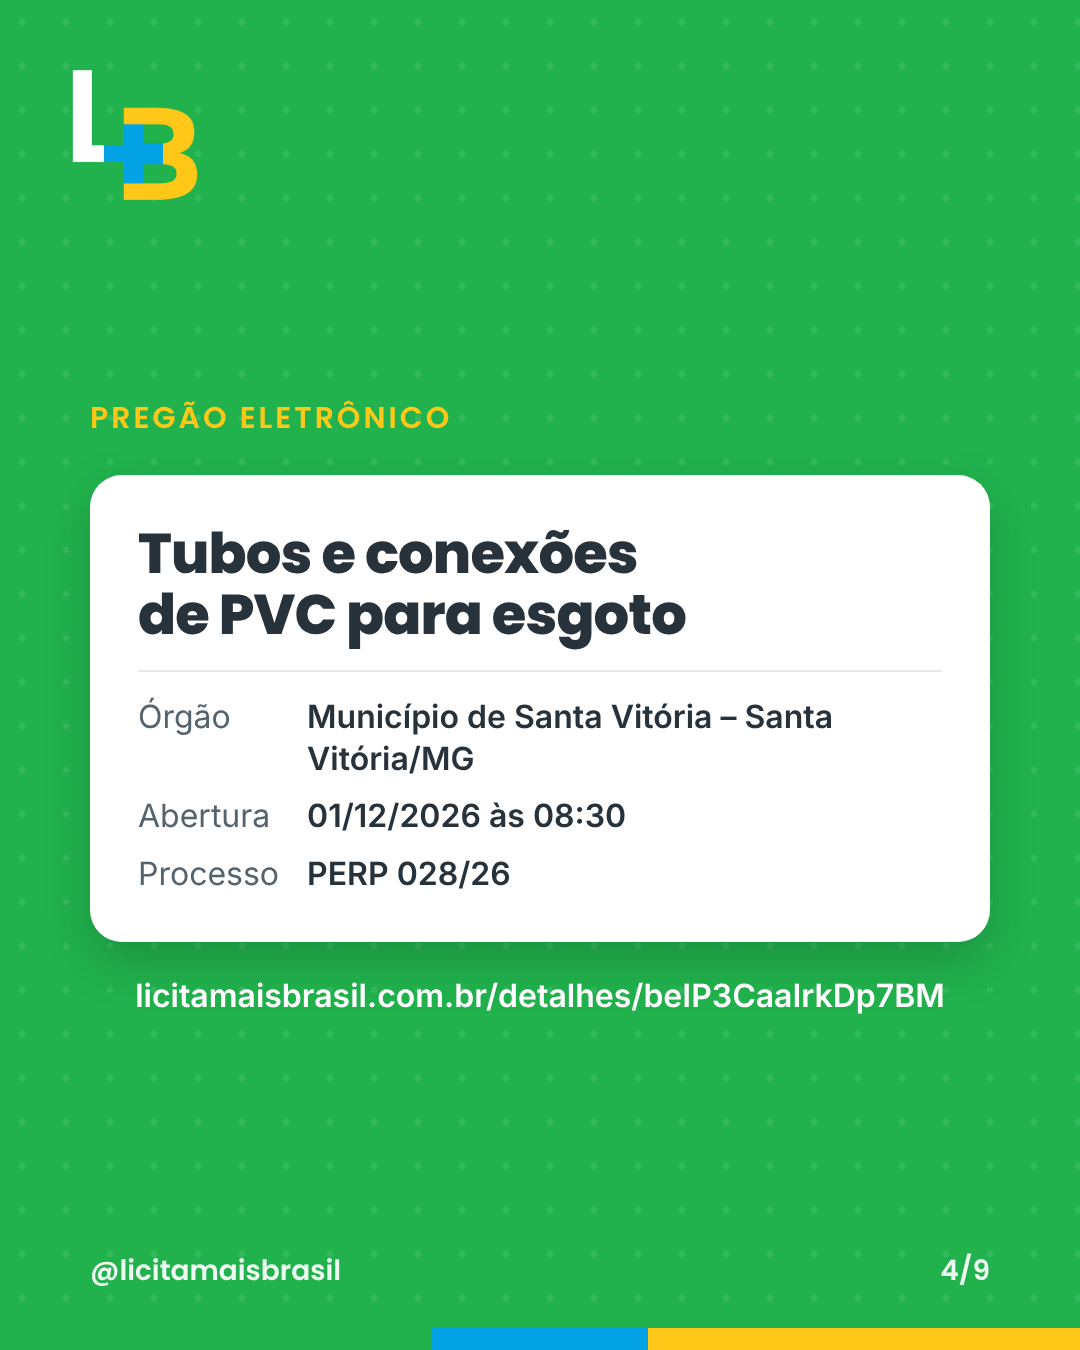 L+B
PREGÃO ELETRÔNICO
Tubos e conexões
de PVC para esgoto
Órgão Município de Santa Vitória – Santa
Vitória/MG
Abertura 01/12/2026 às 08:30
Processo PERP 028/26
licitamaisbrasil.com.br/detalhes/belP3CaalrkDp7BM
@licitamaisbrasil
4/9